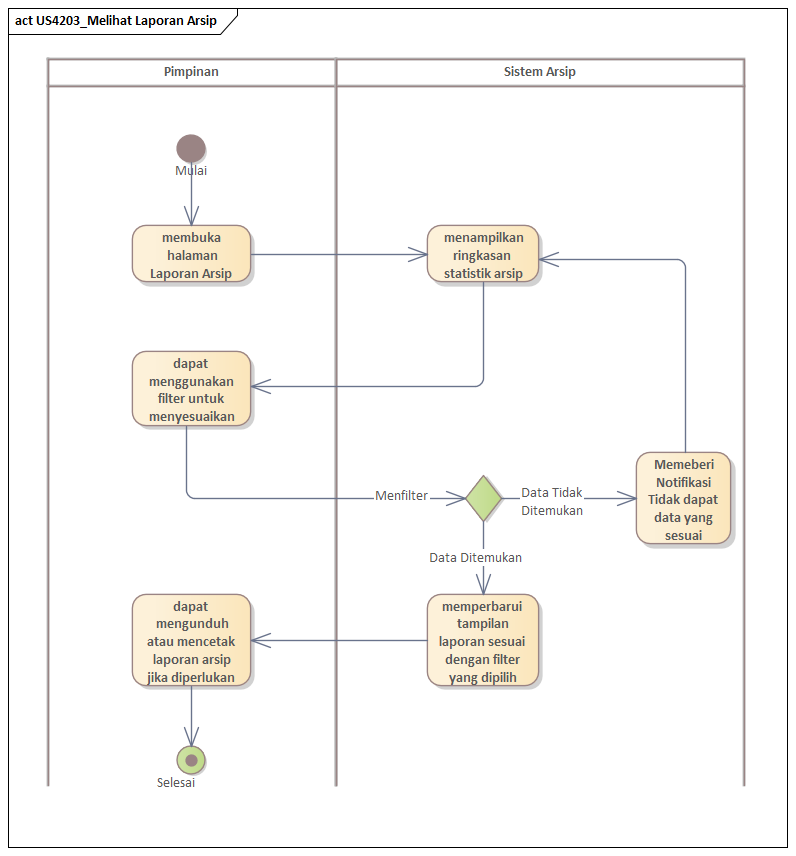 act US4203_Melihat Laporan Arsip
Pimpinan
Sistem Arsip
Mulai
membuka
halaman
Laporan Arsip
menampilkan
ringkasan
statistik arsip
dapat
menggunakan
filter untuk
menyesuaikan
Menfilter
Data Tidak
Ditemukan
Memeberi
Notifikasi
Tidak dapat
data yang
sesuai
Data Ditemukan
memperbarui
tampilan
laporan sesuai
dengan filter
yang dipilih
dapat
mengunduh
atau mencetak
laporan arsip
jika diperlukan
Selesai